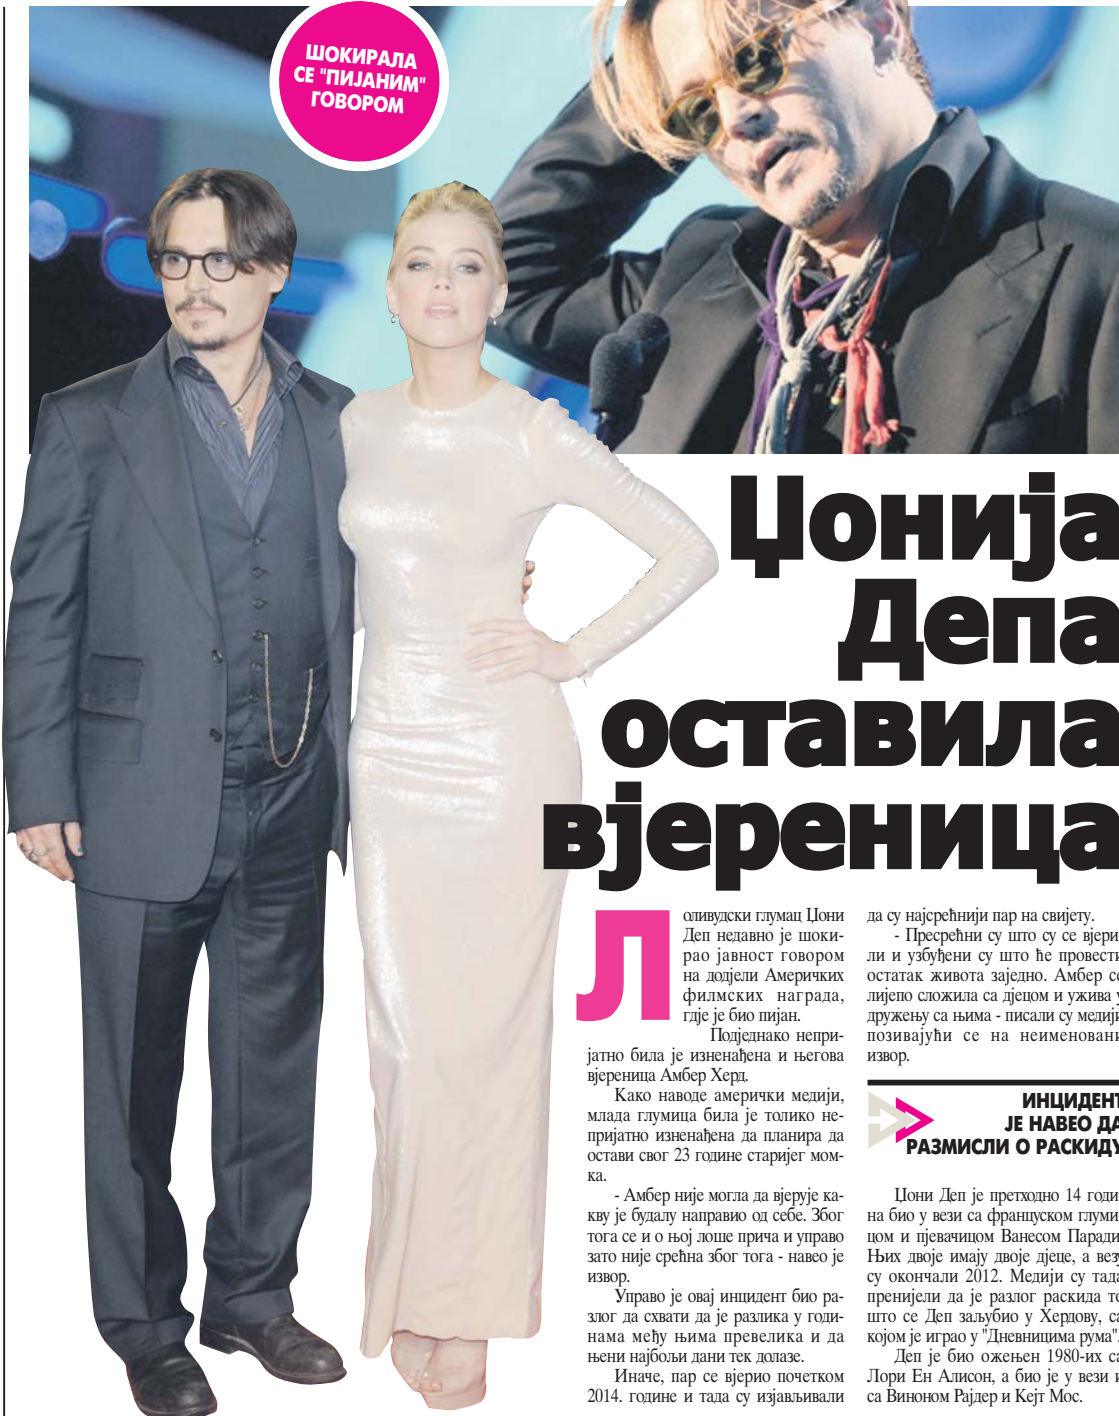 ШОКИРАЛА
СЕ "ПИЈАНИМ"
ГОВОРОМ
Џонија
Депа
оставила
вјереница
Лоливудски глумац Џони
Деп недавно је шоки-
рао јавност говором
на додјели Америчких
филмских награда,
гдје је био пијан.
Подједнако непри-
јатно била је изненађена и његова
вјереница Амбер Херд.
Како наводе амерички медији,
млада глумица била је толико не-
пријатно изненађена да планира да
остави свог 23 године старијег мом-
ка.
- Амбер није могла да вјерује ка-
кву је будалу направио од себе. Због
тога се и о њој лоше прича и управо
зато није срећна због тога - навео је
извор.
Управо је овај инцидент био ра-
злог да схвати да је разлика у годи-
нама међу њима превелика и да
њени најбољи дани тек долазе.
Иначе, пар се вјерио почетком
2014. године и тада су изјављивали
да су најсрећнији пар на свијету.
- Пресрећни су што су се вјери-
ли и узбуђени су што ће провести
остатак живота заједно. Амбер се
лијепо сложила са дјецом и ужива у
дружењу са њима - писали су медији
позивајући се на неименовани
извор.
ИНЦИДЕНТ
ЈЕ НАВЕО ДА
РАЗМИСЛИ О РАСКИДУ
Џони Деп је претходно 14 годи-
на био у вези са француском глуми-
цом и пјевачицом Ванесом Паради.
Њих двоје имају двоје дјеце, а везу
су окончали 2012. Медији су тада
пренијели да је разлог раскида то
што се Деп заљубио у Хердову, са
којом је играо у "Дневницима рума".
Деп је био ожењен 1980-их са
Лори Ен Алисон, а био је у вези и
са Виноном Рајдер и Кејт Мос.